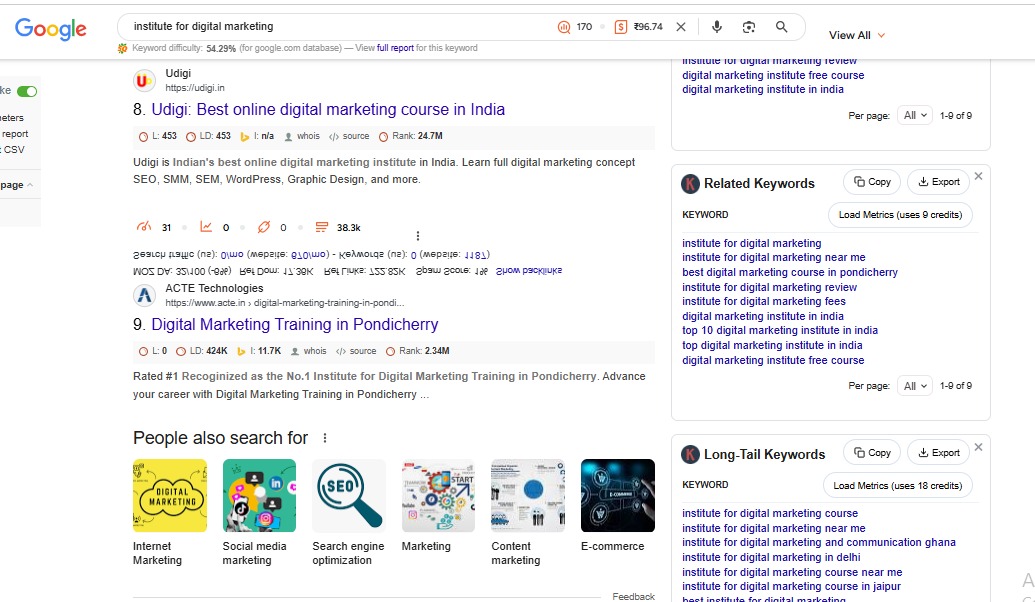 Google
institute for digital marketing
170
₹96.74
View All
Keyword difficulty: 54.29% (for google.com database) — View full report for this keyword
ke
eters
report
CSV
page
Udigi
https://udigi.in
8. Udigi: Best online digital marketing course in India
L: 453 LD: 453 I: n/a whois </> source Rank: 24.7M
Udigi is Indian's best online digital marketing institute in India. Learn full digital marketing concept
SEO, SMM, SEM, WordPress, Graphic Design, and more.
31 0 0 38.3k
Search traffic (us): 0/mo (website: 670/mo) - Keywords (us): 0 (website: 1187)
MOZ DA: 32/100 (-6%) Ref Dom: 17.36K Ref Links: 722.82K Spam Score: 1% Show backlinks
ACTE Technologies
https://www.acte.in › digital-marketing-training-in-pondi...
9. Digital Marketing Training in Pondicherry
L: 0 LD: 424K I: 11.7K whois </> source Rank: 2.34M
Rated #1 Recoginized as the No.1 Institute for Digital Marketing Training in Pondicherry. Advance
your career with Digital Marketing Training in Pondicherry ...
People also search for
DIGITAL
MARKETING
SEO
START
E-COMMERCE
Internet
Marketing
Social media
marketing
Search engine
optimization
Marketing
Content
marketing
E-commerce
Feedback
institute for digital marketing review
digital marketing institute free course
digital marketing institute in india
Per page: All 1-9 of 9
Related Keywords
Copy
Export
KEYWORD
Load Metrics (uses 9 credits)
institute for digital marketing
institute for digital marketing near me
best digital marketing course in pondicherry
institute for digital marketing review
institute for digital marketing fees
digital marketing institute in india
top 10 digital marketing institute in india
top digital marketing institute in india
digital marketing institute free course
Per page: All 1-9 of 9
Long-Tail Keywords
Copy
Export
KEYWORD
Load Metrics (uses 18 credits)
institute for digital marketing course
institute for digital marketing near me
institute for digital marketing and communication ghana
institute for digital marketing in delhi
institute for digital marketing course near me
institute for digital marketing course in jaipur
best institute for digital marketing